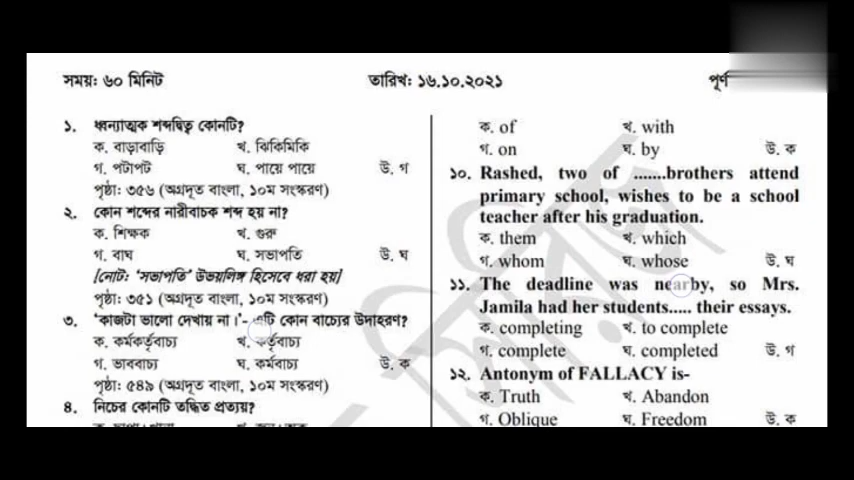 সময়: ৬০ মিনিট
তারিখ: ১৬.১০.২০২১
পূর্ণ
১. ধ্বন্যাত্মক শব্দদ্বিত্ব কোনটি?
ক. বাড়াবাড়ি খ. ঝিকিমিকি
গ. পটাপট ঘ. পায়ে পায়ে উ. গ
পৃষ্ঠা: ৩৫৬ (অগ্রদূত বাংলা, ১০ম সংস্করণ)
২. কোন শব্দের নারীবাচক শব্দ হয় না?
ক. শিক্ষক খ. গুরু
গ. বাঘ ঘ. সভাপতি উ. ঘ
[নোট: ‘সভাপতি’ উভয়লিঙ্গ হিসেবে ধরা হয়]
পৃষ্ঠা: ৩৫১ (অগ্রদূত বাংলা, ১০ম সংস্করণ)
৩. ‘কাজটা ভালো দেখায় না।’- এটি কোন বাচ্যের উদাহরণ?
ক. কর্মকর্তৃবাচ্য খ. কর্তৃবাচ্য
গ. ভাববাচ্য ঘ. কর্মবাচ্য উ. ক
পৃষ্ঠা: ৫৪৯ (অগ্রদূত বাংলা, ১০ম সংস্করণ)
৪. নিচের কোনটি তদ্ধিত প্রত্যয়?
ক. of খ. with
গ. on ঘ. by উ. ক
১০. Rashed, two of .......brothers attend
primary school, wishes to be a school
teacher after his graduation.
ক. them খ. which
গ. whom ঘ. whose উ. ঘ
১১. The deadline was nearby, so Mrs.
Jamila had her students..... their essays.
ক. completing খ. to complete
গ. complete ঘ. completed উ. গ
১২. Antonym of FALLACY is-
ক. Truth খ. Abandon
গ. Oblique ঘ. Freedom উ. ক